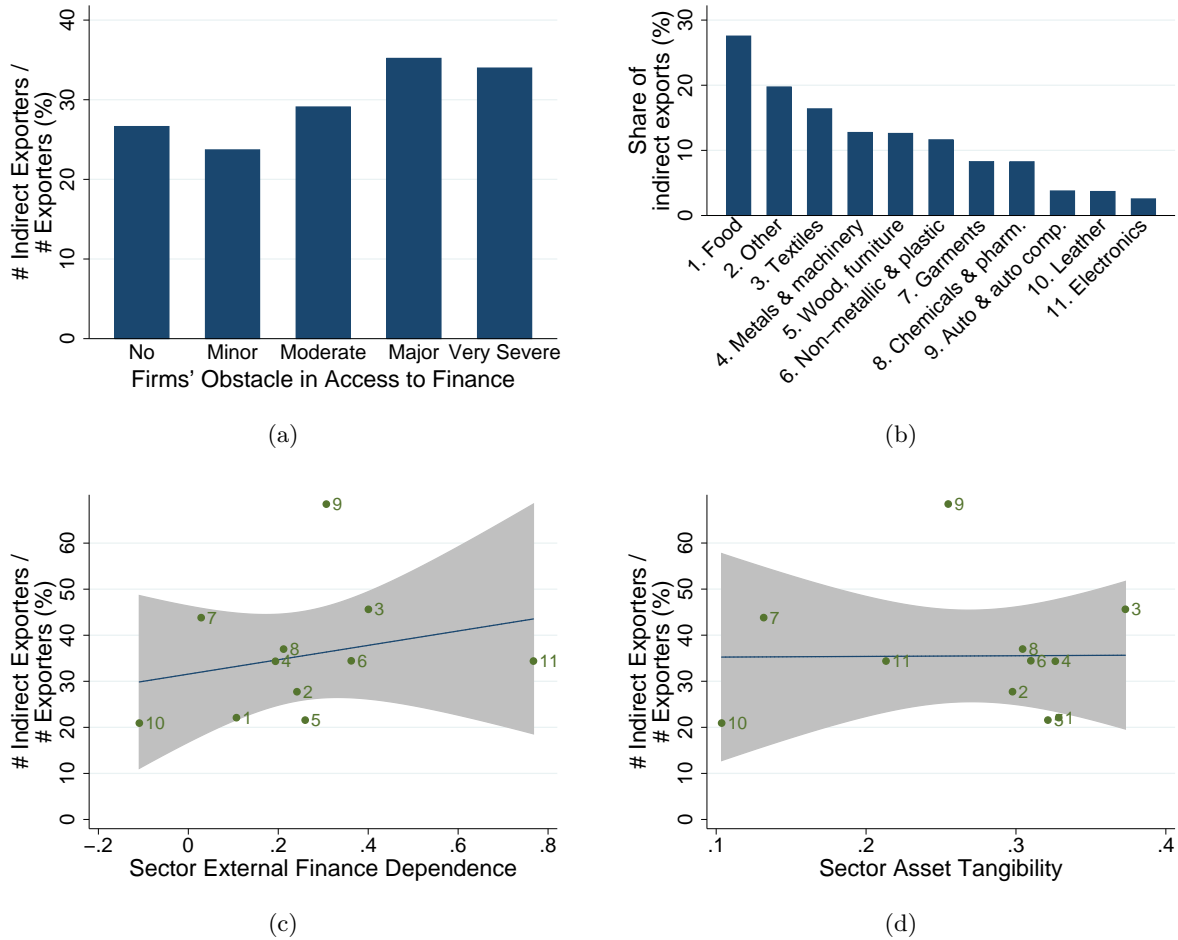 # Indirect Exporters /
# Exporters (%)
40
30
20
10
0
No Minor Moderate Major Very Severe
Firms' Obstacle in Access to Finance
(a)
Share of
indirect exports (%)
30
20
10
0
1. Food
2. Other
3. Textiles
4. Metals & machinery
5. Wood, furniture
6. Non−metallic & plastic
7. Garments
8. Chemicals & pharm.
9. Auto & auto comp.
10. Leather
11. Electronics
(b)
# Indirect Exporters /
# Exporters (%)
60
50
40
30
20
10
0
9
7
3
8
4
6
11
2
10
1
5
−.2 0 .2 .4 .6 .8
Sector External Finance Dependence
(c)
# Indirect Exporters /
# Exporters (%)
60
50
40
30
20
10
0
9
7
3
8
11
6
4
2
10
5
1
.1 .2 .3 .4
Sector Asset Tangibility
(d)